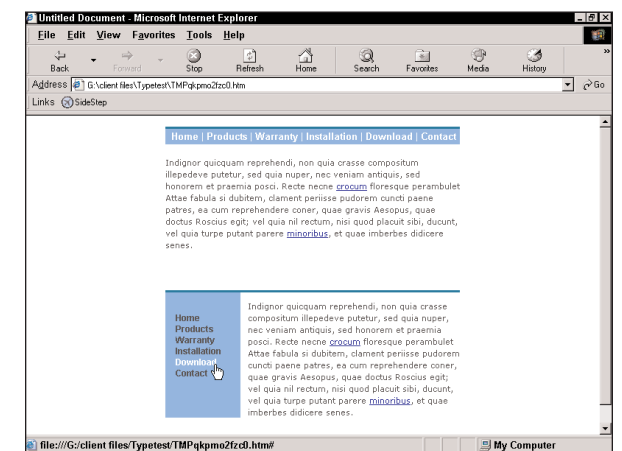 Untitled Document - Microsoft Internet Explorer
File Edit View Favorites Tools Help
Back Forward Stop Refresh Home Search Favorites Media History »
Address G:\client files\Typetest\TMPqkpmo2fzc0.htm Go
Links SideStep
Home | Products | Warranty | Installation | Download | Contact
Indignor quicquam reprehendi, non quia crasse compositum
illepedeve putetur, sed quia nuper, nec veniam antiquis, sed
honorem et praemia posci. Recte necne crocum floresque perambulet
Attae fabula si dubitem, clament periisse pudorem cuncti paene
patres, ea cum reprehendere coner, quae gravis Aesopus, quae
doctus Roscius egit; vel quia nil rectum, nisi quod placuit sibi, ducunt,
vel quia turpe putant parere minoribus, et quae imberbes didicere
senes.
Home
Products
Warranty
Installation
Download
Contact
Indignor quicquam reprehendi, non quia crasse
compositum illepedeve putetur, sed quia nuper,
nec veniam antiquis, sed honorem et praemia
posci. Recte necne crocum floresque perambulet
Attae fabula si dubitem, clament periisse pudorem
cuncti paene patres, ea cum reprehendere coner,
quae gravis Aesopus, quae doctus Roscius egit;
vel quia nil rectum, nisi quod placuit sibi, ducunt,
vel quia turpe putant parere minoribus, et quae
imberbes didicere senes.
file:///G:/client files/Typetest/TMPqkpmo2fzc0.htm# My Computer